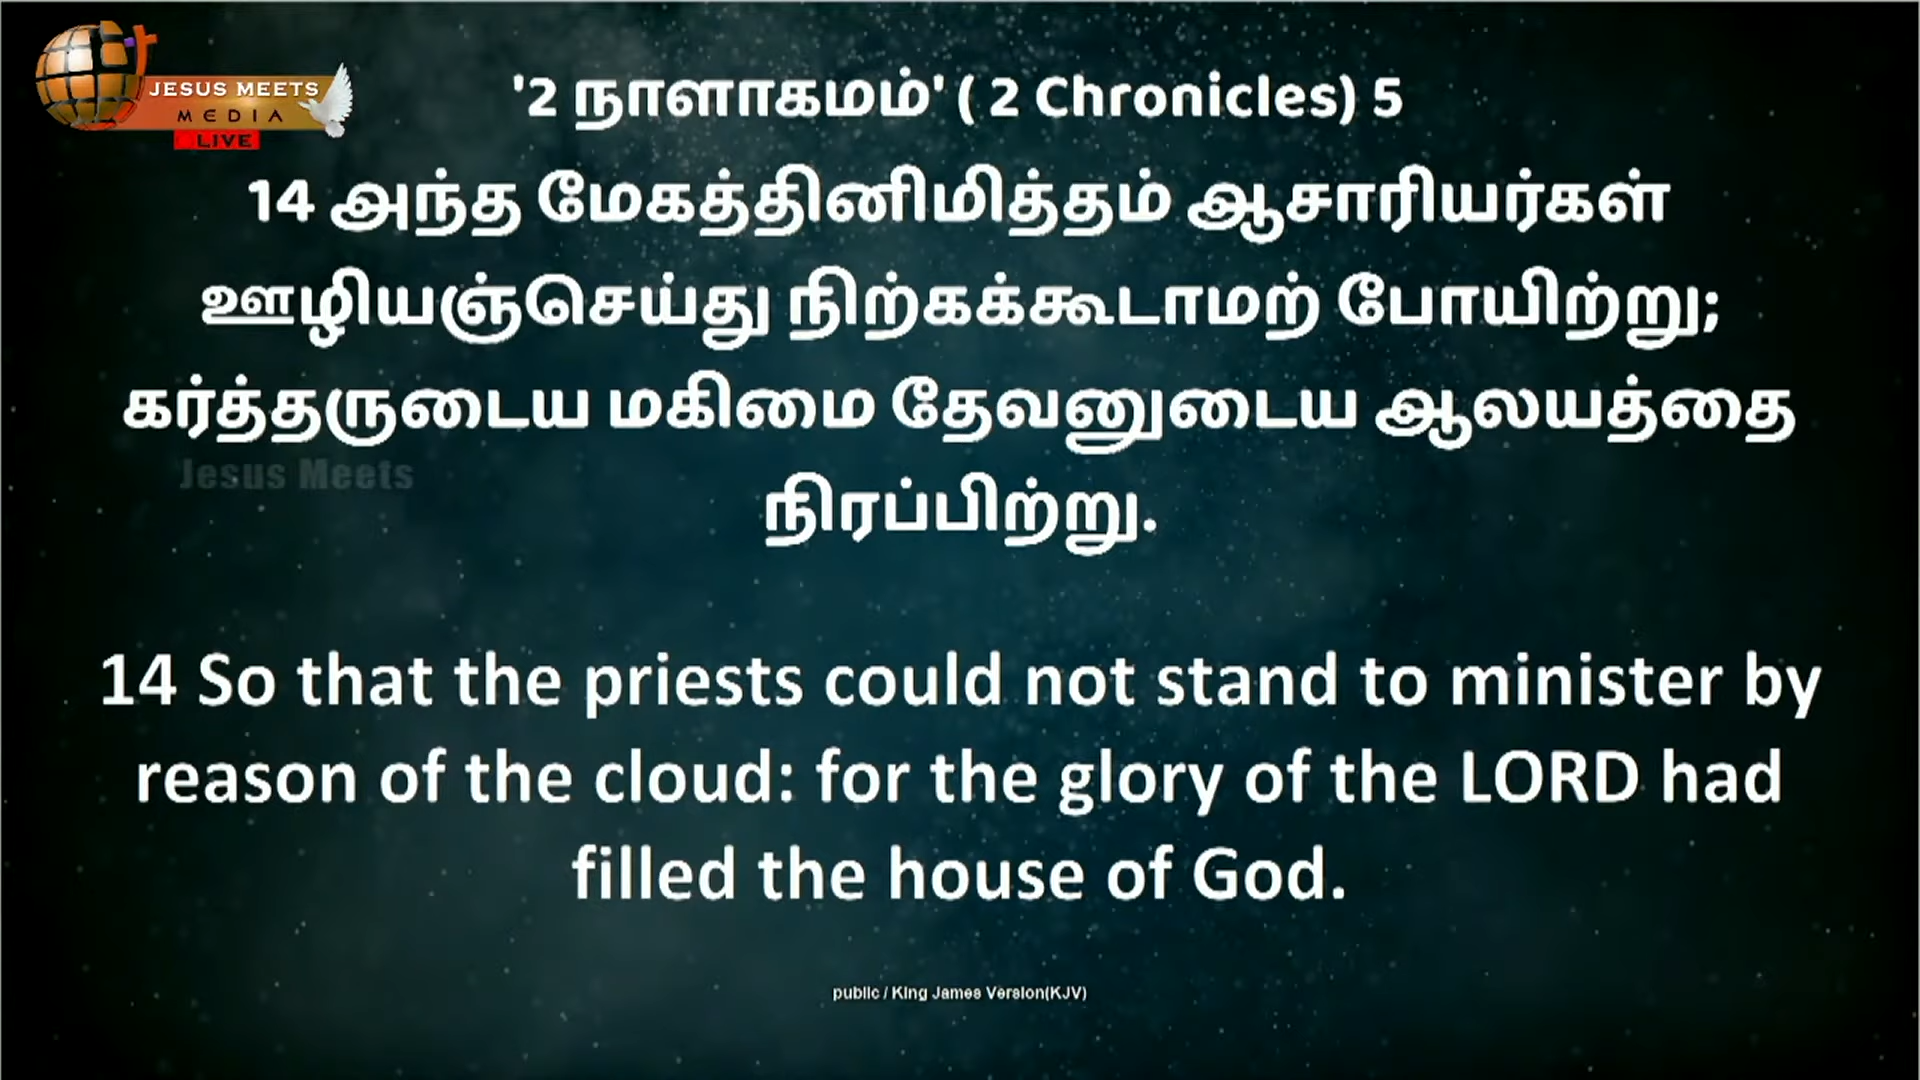 JESUS MEETS
MEDIA
LIVE
'2 நாளாகமம்' ( 2 Chronicles) 5
14 அந்த மேகத்தினிமித்தம் ஆசாரியர்கள்
ஊழியஞ்செய்து நிற்கக்கூடாமற் போயிற்று;
கர்த்தருடைய மகிமை தேவனுடைய ஆலயத்தை
Jesus Meets
நிரப்பிற்று.
14 So that the priests could not stand to minister by
reason of the cloud: for the glory of the LORD had
filled the house of God.
public / King James Version(KJV)